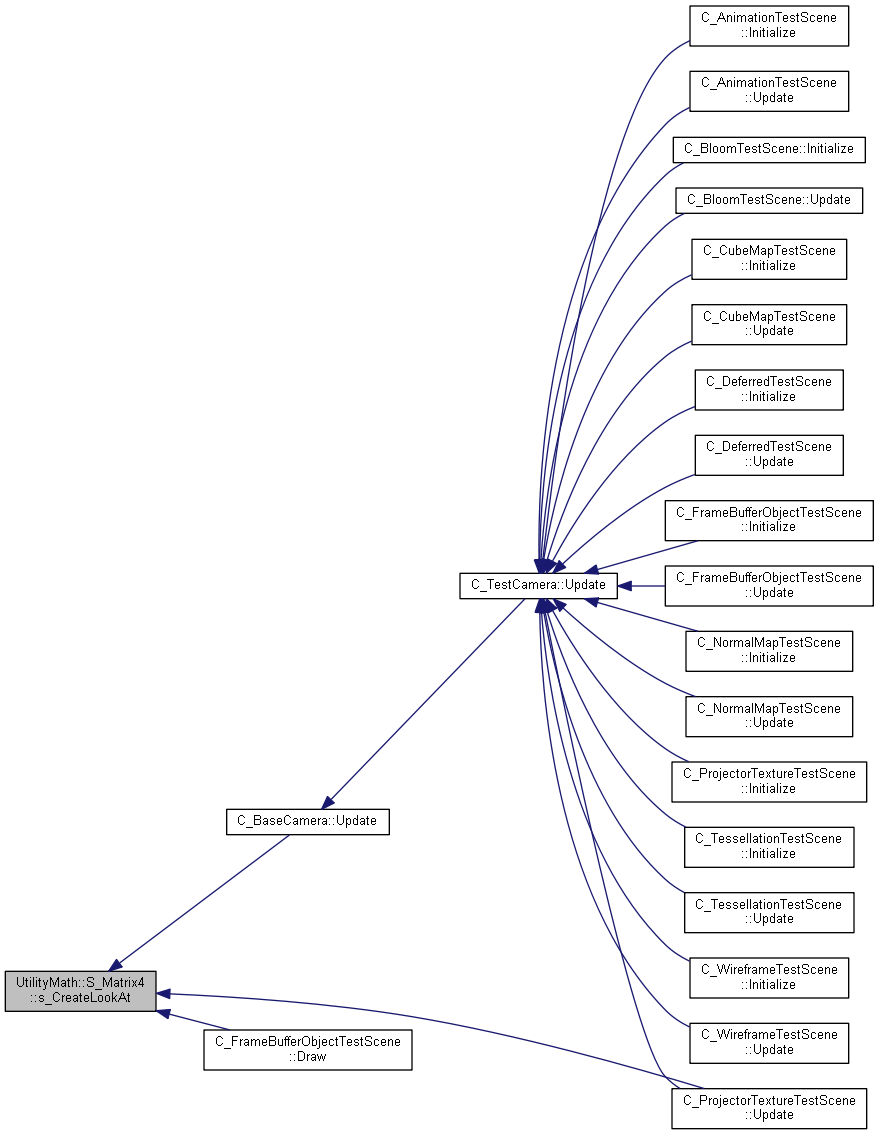 C_AnimationTestScene
::Initialize
C_AnimationTestScene
::Update
C_BloomTestScene::Initialize
C_BloomTestScene::Update
C_CubeMapTestScene
::Initialize
C_CubeMapTestScene
::Update
C_DeferredTestScene
::Initialize
C_DeferredTestScene
::Update
C_FrameBufferObjectTestScene
::Initialize
C_TestCamera::Update
C_FrameBufferObjectTestScene
::Update
C_NormalMapTestScene
::Initialize
C_NormalMapTestScene
::Update
C_ProjectorTextureTestScene
::Initialize
C_BaseCamera::Update
C_TessellationTestScene
::Initialize
C_TessellationTestScene
::Update
C_WireframeTestScene
::Initialize
UtilityMath::S_Matrix4
::s_CreateLookAt
C_FrameBufferObjectTestScene
::Draw
C_WireframeTestScene
::Update
C_ProjectorTextureTestScene
::Update